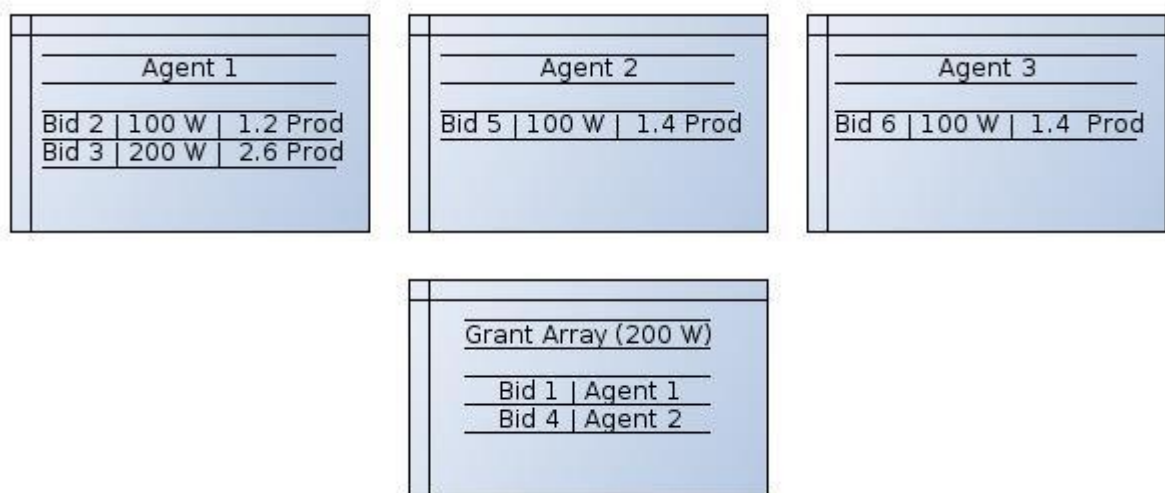 Agent 1
Bid 2 | 100 W | 1.2 Prod
Bid 3 | 200 W | 2.6 Prod
Agent 2
Bid 5 | 100 W | 1.4 Prod
Agent 3
Bid 6 | 100 W | 1.4 Prod
Grant Array (200 W)
Bid 1 | Agent 1
Bid 4 | Agent 2